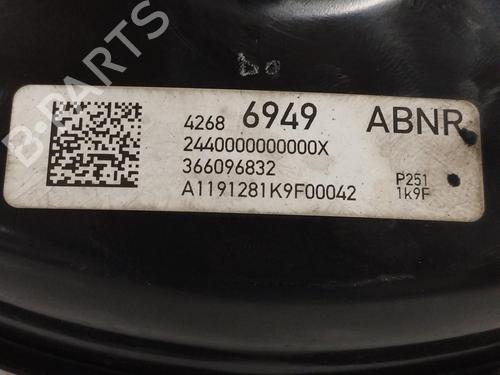 4268 6949 ABNR
2440000000000X
366096832
A1191281K9F00042
P251
1k9F
B-PARTS